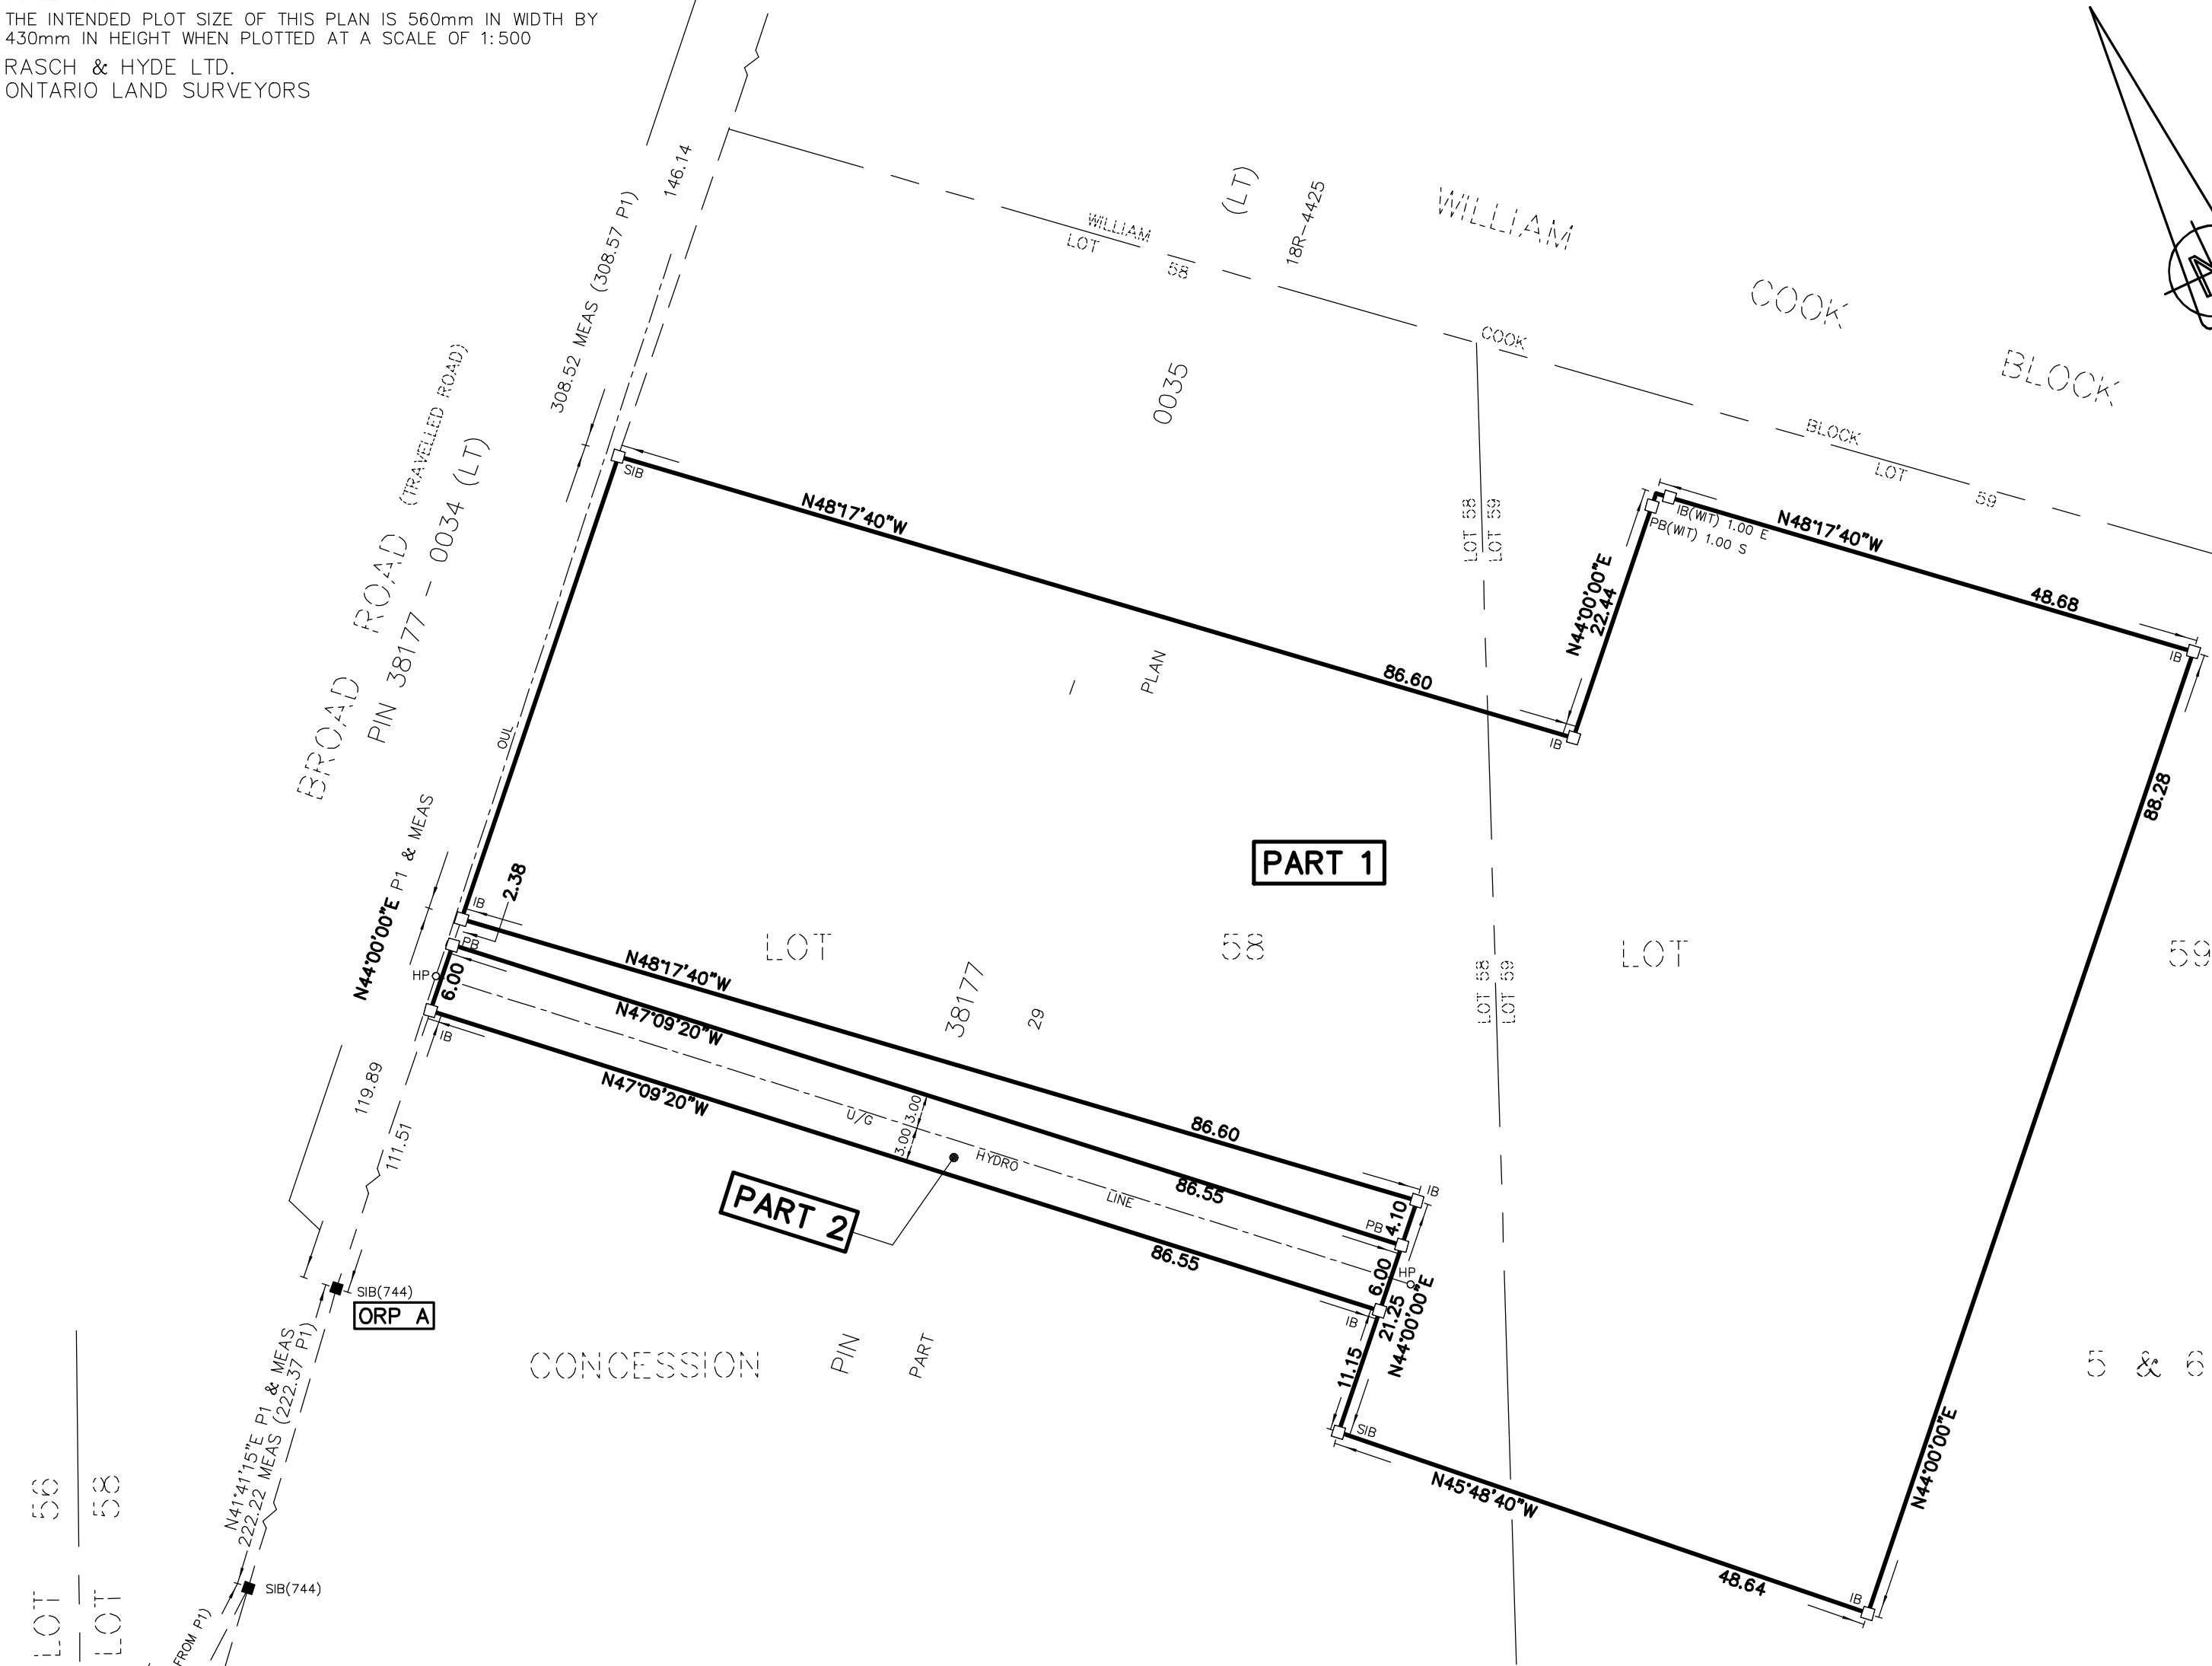 THE INTENDED PLOT SIZE OF THIS PLAN IS 560mm IN WIDTH BY
430mm IN HEIGHT WHEN PLOTTED AT A SCALE OF 1:500
RASCH & HYDE LTD.
ONTARIO LAND SURVEYORS
146.14
308.52 MEAS (308.57 P1)
WILLIAM
LOT
58
(LT)
18R-4425
WILLIAM
COOK
BLOCK
COOK
BLOCK
LOT
59
N
0035
BROAD ROAD (TRAVELLED ROAD)
PIN 38177 - 0034 (LT)
SIB
N48°17'40"W
86.60
IB
LOT 58
LOT 59
N44°00'00"E
22.44
IB(WIT) 1.00 E
PB(WIT) 1.00 S
N48°17'40"W
48.68
IB
88.28
N44°00'00"E
OUL
PLAN
-
PART 1
N44°00'00"E P1 & MEAS
2.38
IB
PB
HP
6.00
IB
LOT
58
LOT
59
LOT 58
LOT 59
N48°17'40"W
86.60
N47°09'20"W
86.55
N47°09'20"W
86.55
38177
29
U/G
HYDRO
LINE
3.00
3.00
PART 2
IB
4.10
PB
6.00
HP
IB
21.25
N44°00'00"E
11.15
SIB
N45°48'40"W
48.64
IB
119.89
111.51
SIB(744)
ORP A
N41°41'15"E P1 & MEAS
222.22 MEAS (222.37 P1)
SIB(744)
FROM P1)
CONCESSION
PIN
PART
5 & 6
LOT 56
LOT 58